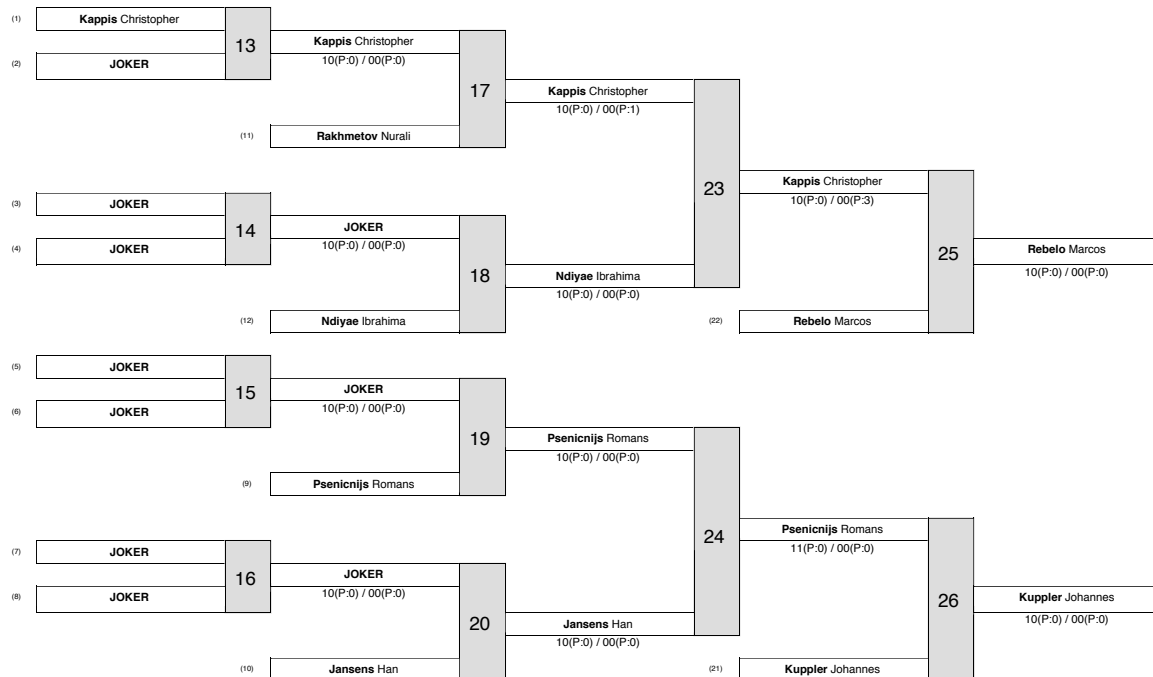 (1) Kappis Christopher
13
Kappis Christopher
(2) JOKER
10(P:0) / 00(P:0)
17
Kappis Christopher
10(P:0) / 00(P:1)
(11) Rakhmetov Nurali
23
Kappis Christopher
10(P:0) / 00(P:3)
(3) JOKER
14
JOKER
10(P:0) / 00(P:0)
(4) JOKER
18
Ndiyae Ibrahima
10(P:0) / 00(P:0)
25
Rebelo Marcos
10(P:0) / 00(P:0)
(12) Ndiyae Ibrahima
(22) Rebelo Marcos
(5) JOKER
15
JOKER
10(P:0) / 00(P:0)
(6) JOKER
19
Psenicnijs Romans
10(P:0) / 00(P:0)
(9) Psenicnijs Romans
24
Psenicnijs Romans
11(P:0) / 00(P:0)
(7) JOKER
16
JOKER
10(P:0) / 00(P:0)
(8) JOKER
20
Jansens Han
10(P:0) / 00(P:0)
26
Kuppler Johannes
10(P:0) / 00(P:0)
(10) Jansens Han
(21) Kuppler Johannes